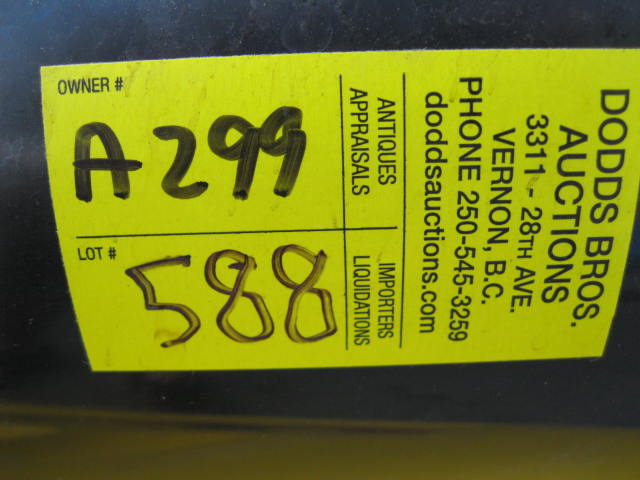 DODDS BROS.
AUCTIONS
3311 - 28TH AVE.
VERNON, B.C.
PHONE 250-545-3259
doddsauctions.com
ANTIQUES
APPRAISALS
IMPORTERS
LIQUIDATIONS
OWNER #
A299
LOT #
588